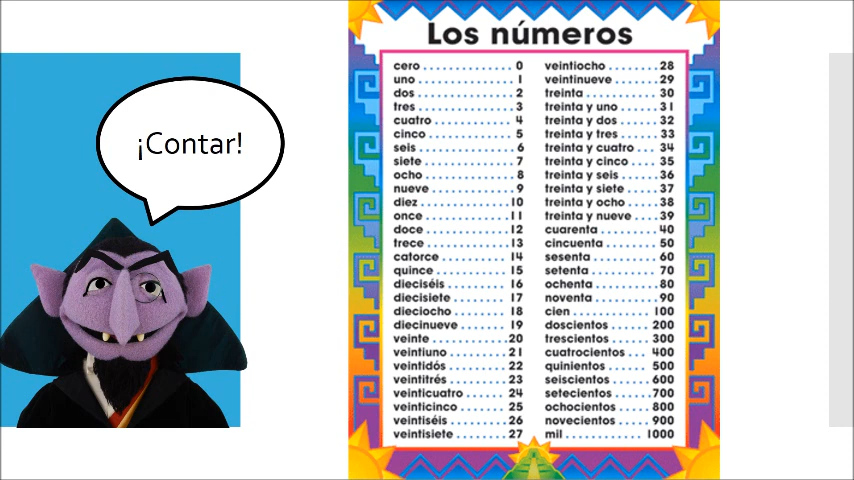 ¡Contar!
Los números
cero 0
uno 1
dos 2
tres 3
cuatro 4
cinco 5
seis 6
siete 7
ocho 8
nueve 9
diez 10
once 11
doce 12
trece 13
catorce 14
quince 15
dieciséis 16
diecisiete 17
dieciocho 18
diecinueve 19
veinte 20
veintiuno 21
veintidós 22
veintitrés 23
veinticuatro 24
veinticinco 25
veintiséis 26
veintisiete 27
veintiocho 28
veintinueve 29
treinta 30
treinta y uno 31
treinta y dos 32
treinta y tres 33
treinta y cuatro 34
treinta y cinco 35
treinta y seis 36
treinta y siete 37
treinta y ocho 38
treinta y nueve 39
cuarenta 40
cincuenta 50
sesenta 60
setenta 70
ochenta 80
noventa 90
cien 100
doscientos 200
trescientos 300
cuatrocientos 400
quinientos 500
seiscientos 600
setecientos 700
ochocientos 800
novecientos 900
mil 1000